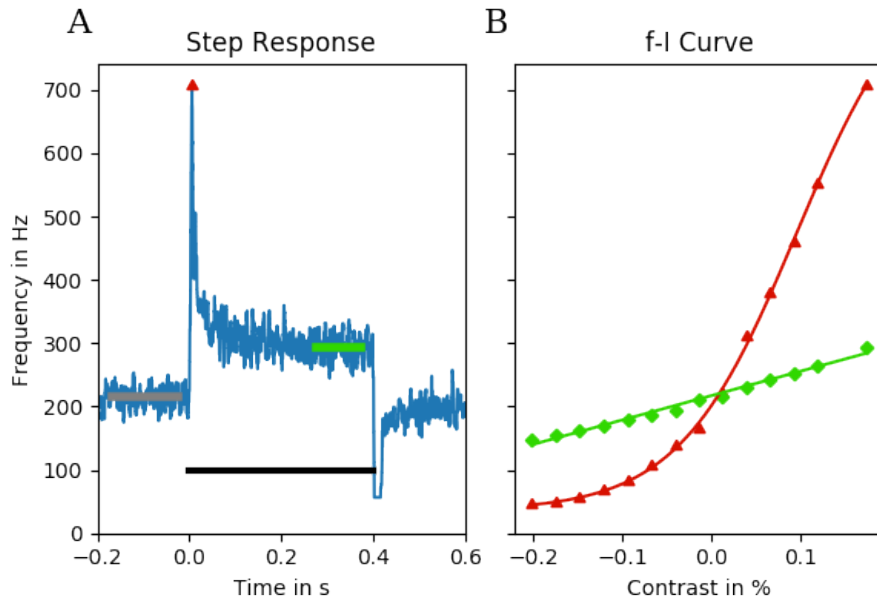 A
Step Response
B
f-I Curve
Frequency in Hz
700
600
500
400
300
200
100
0
−0.2
0.0
0.2
0.4
0.6
Time in s
−0.2
−0.1
0.0
0.1
Contrast in %